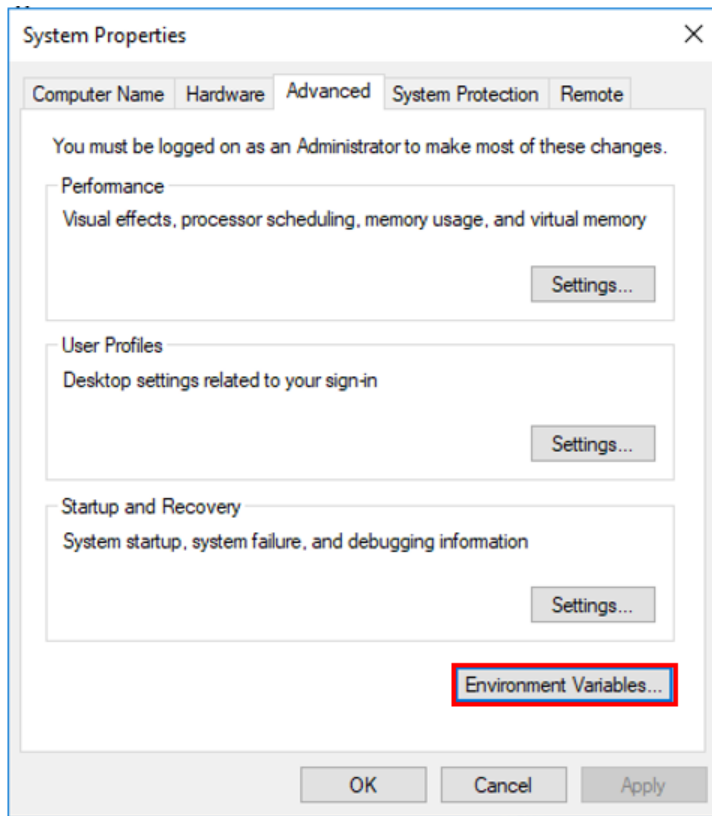 System Properties
Computer Name Hardware Advanced System Protection Remote
You must be logged on as an Administrator to make most of these changes.
Performance
Visual effects, processor scheduling, memory usage, and virtual memory
Settings...
User Profiles
Desktop settings related to your sign-in
Settings...
Startup and Recovery
System startup, system failure, and debugging information
Settings...
Environment Variables...
OK Cancel Apply